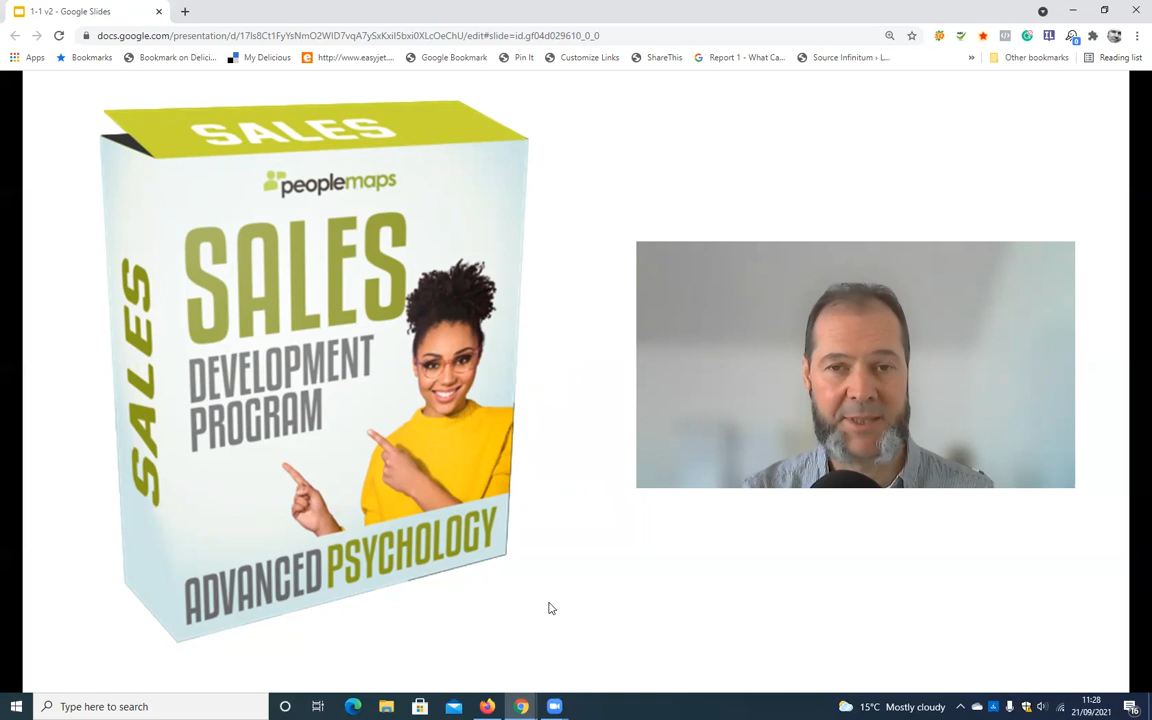 1-1 v2 - Google Slides
docs.google.com/presentation/d/17Is8Ct1FyYsNmO2WID7vqA7ySxKxiI5bxi0XLcOeChU/edit#slide=id.gf04d029610_0_0
Apps
Bookmarks
Bookmark on Delici...
My Delicious
http://www.easyjet....
Google Bookmark
Pin It
Customize Links
ShareThis
Report 1 - What Ca...
Source Infinitum › L...
»
Other bookmarks
Reading list
SALES
peoplemaps
SALES
DEVELOPMENT
PROGRAM
SALES
ADVANCED PSYCHOLOGY
Type here to search
15°C Mostly cloudy
11:28
21/09/2021